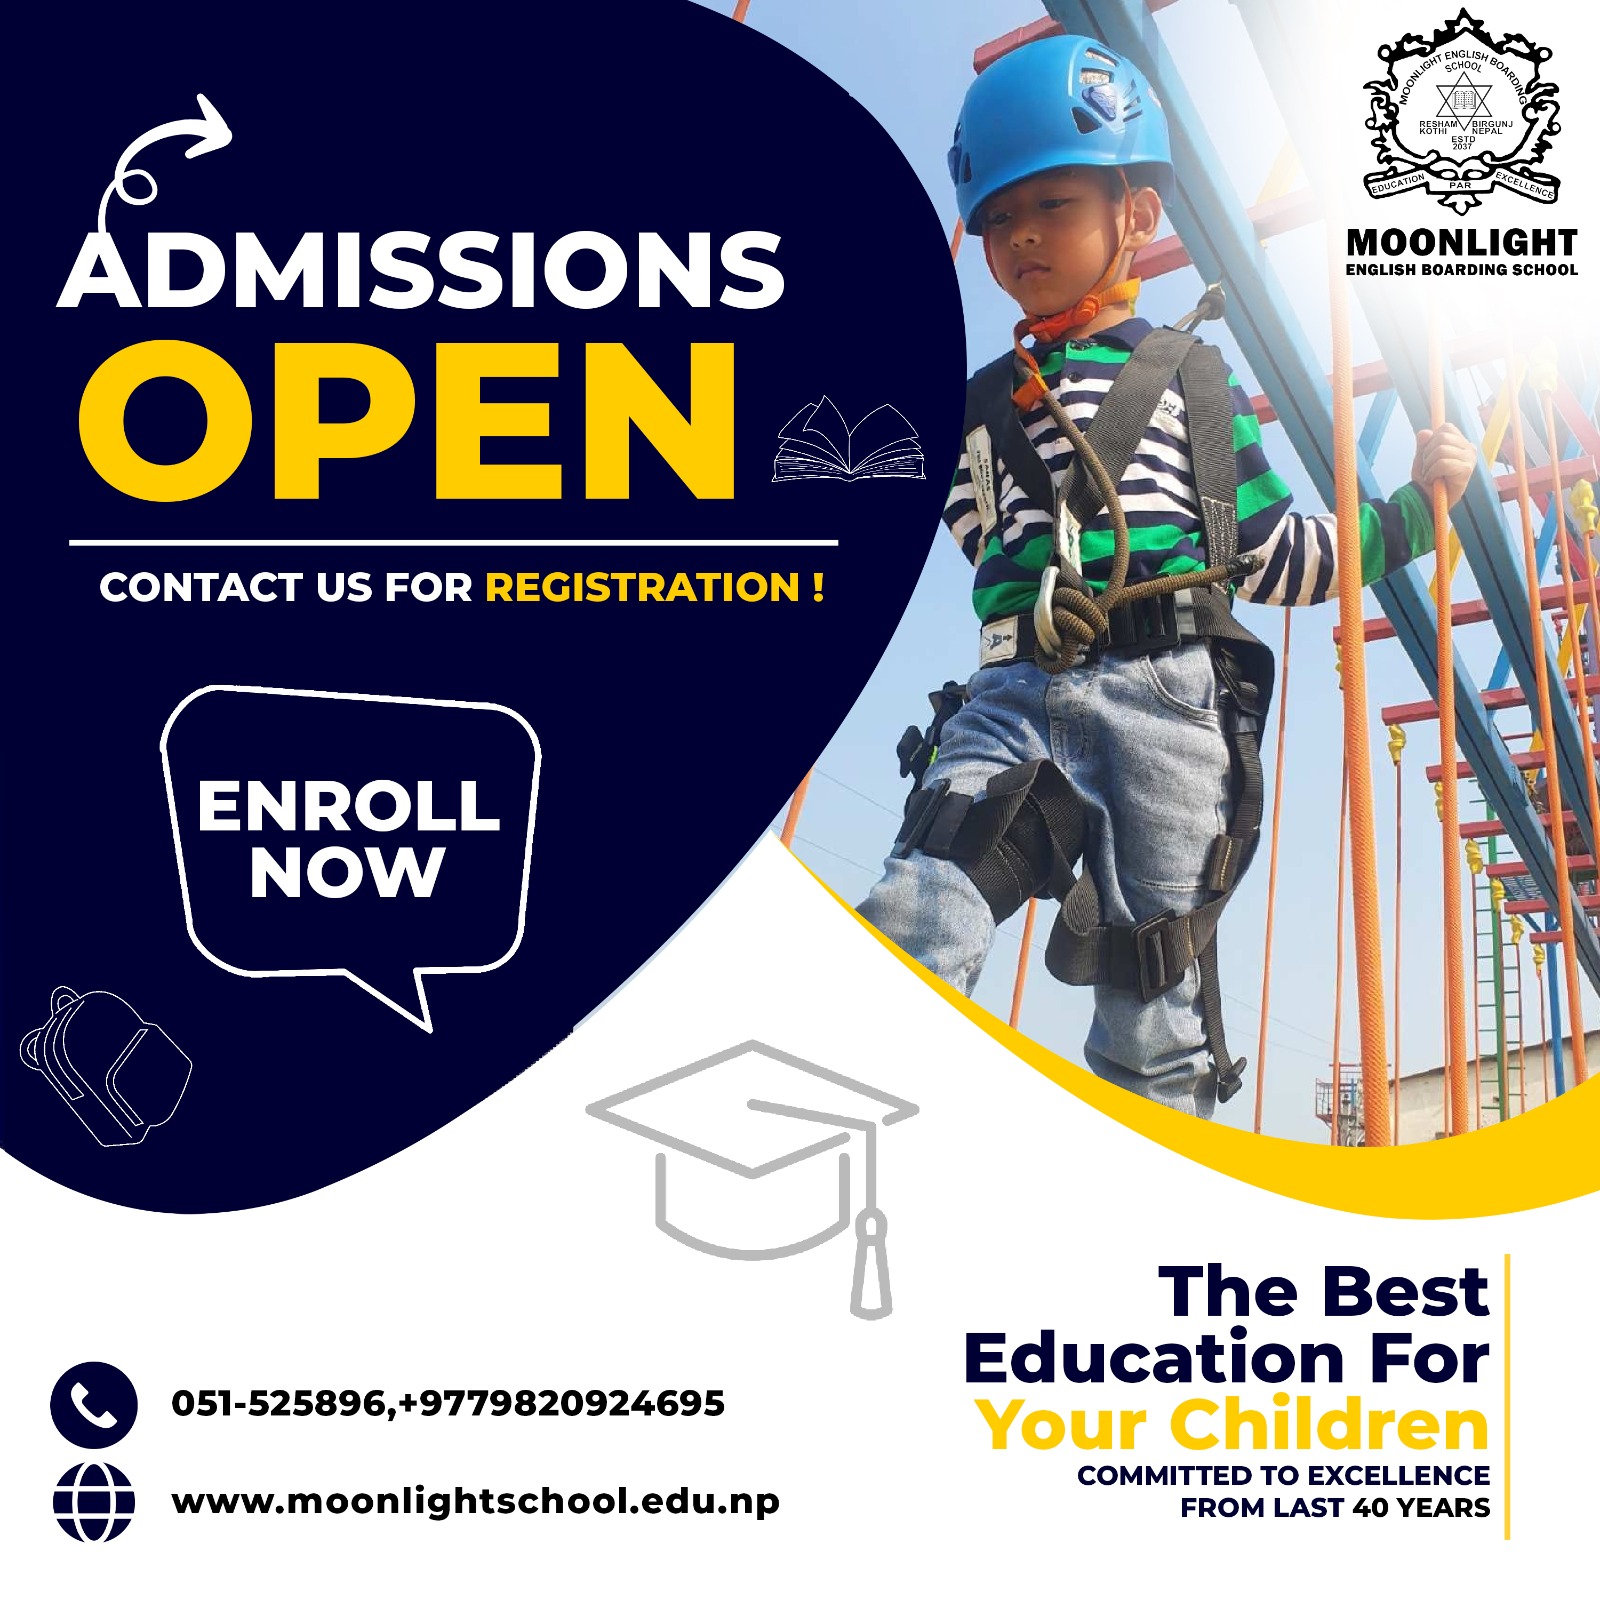 MOONLIGHT ENGLISH BOARDING
SCHOOL
RESHAM BIRGUNJ
KOTHI NEPAL
ESTD
2037
EDUCATION PAR EXCELLENCE
MOONLIGHT
ENGLISH BOARDING SCHOOL
ADMISSIONS
OPEN
CONTACT US FOR REGISTRATION !
ENROLL
NOW
The Best
Education For
Your Children
COMMITTED TO EXCELLENCE
FROM LAST 40 YEARS
051-525896,+9779820924695
www.moonlightschool.edu.np